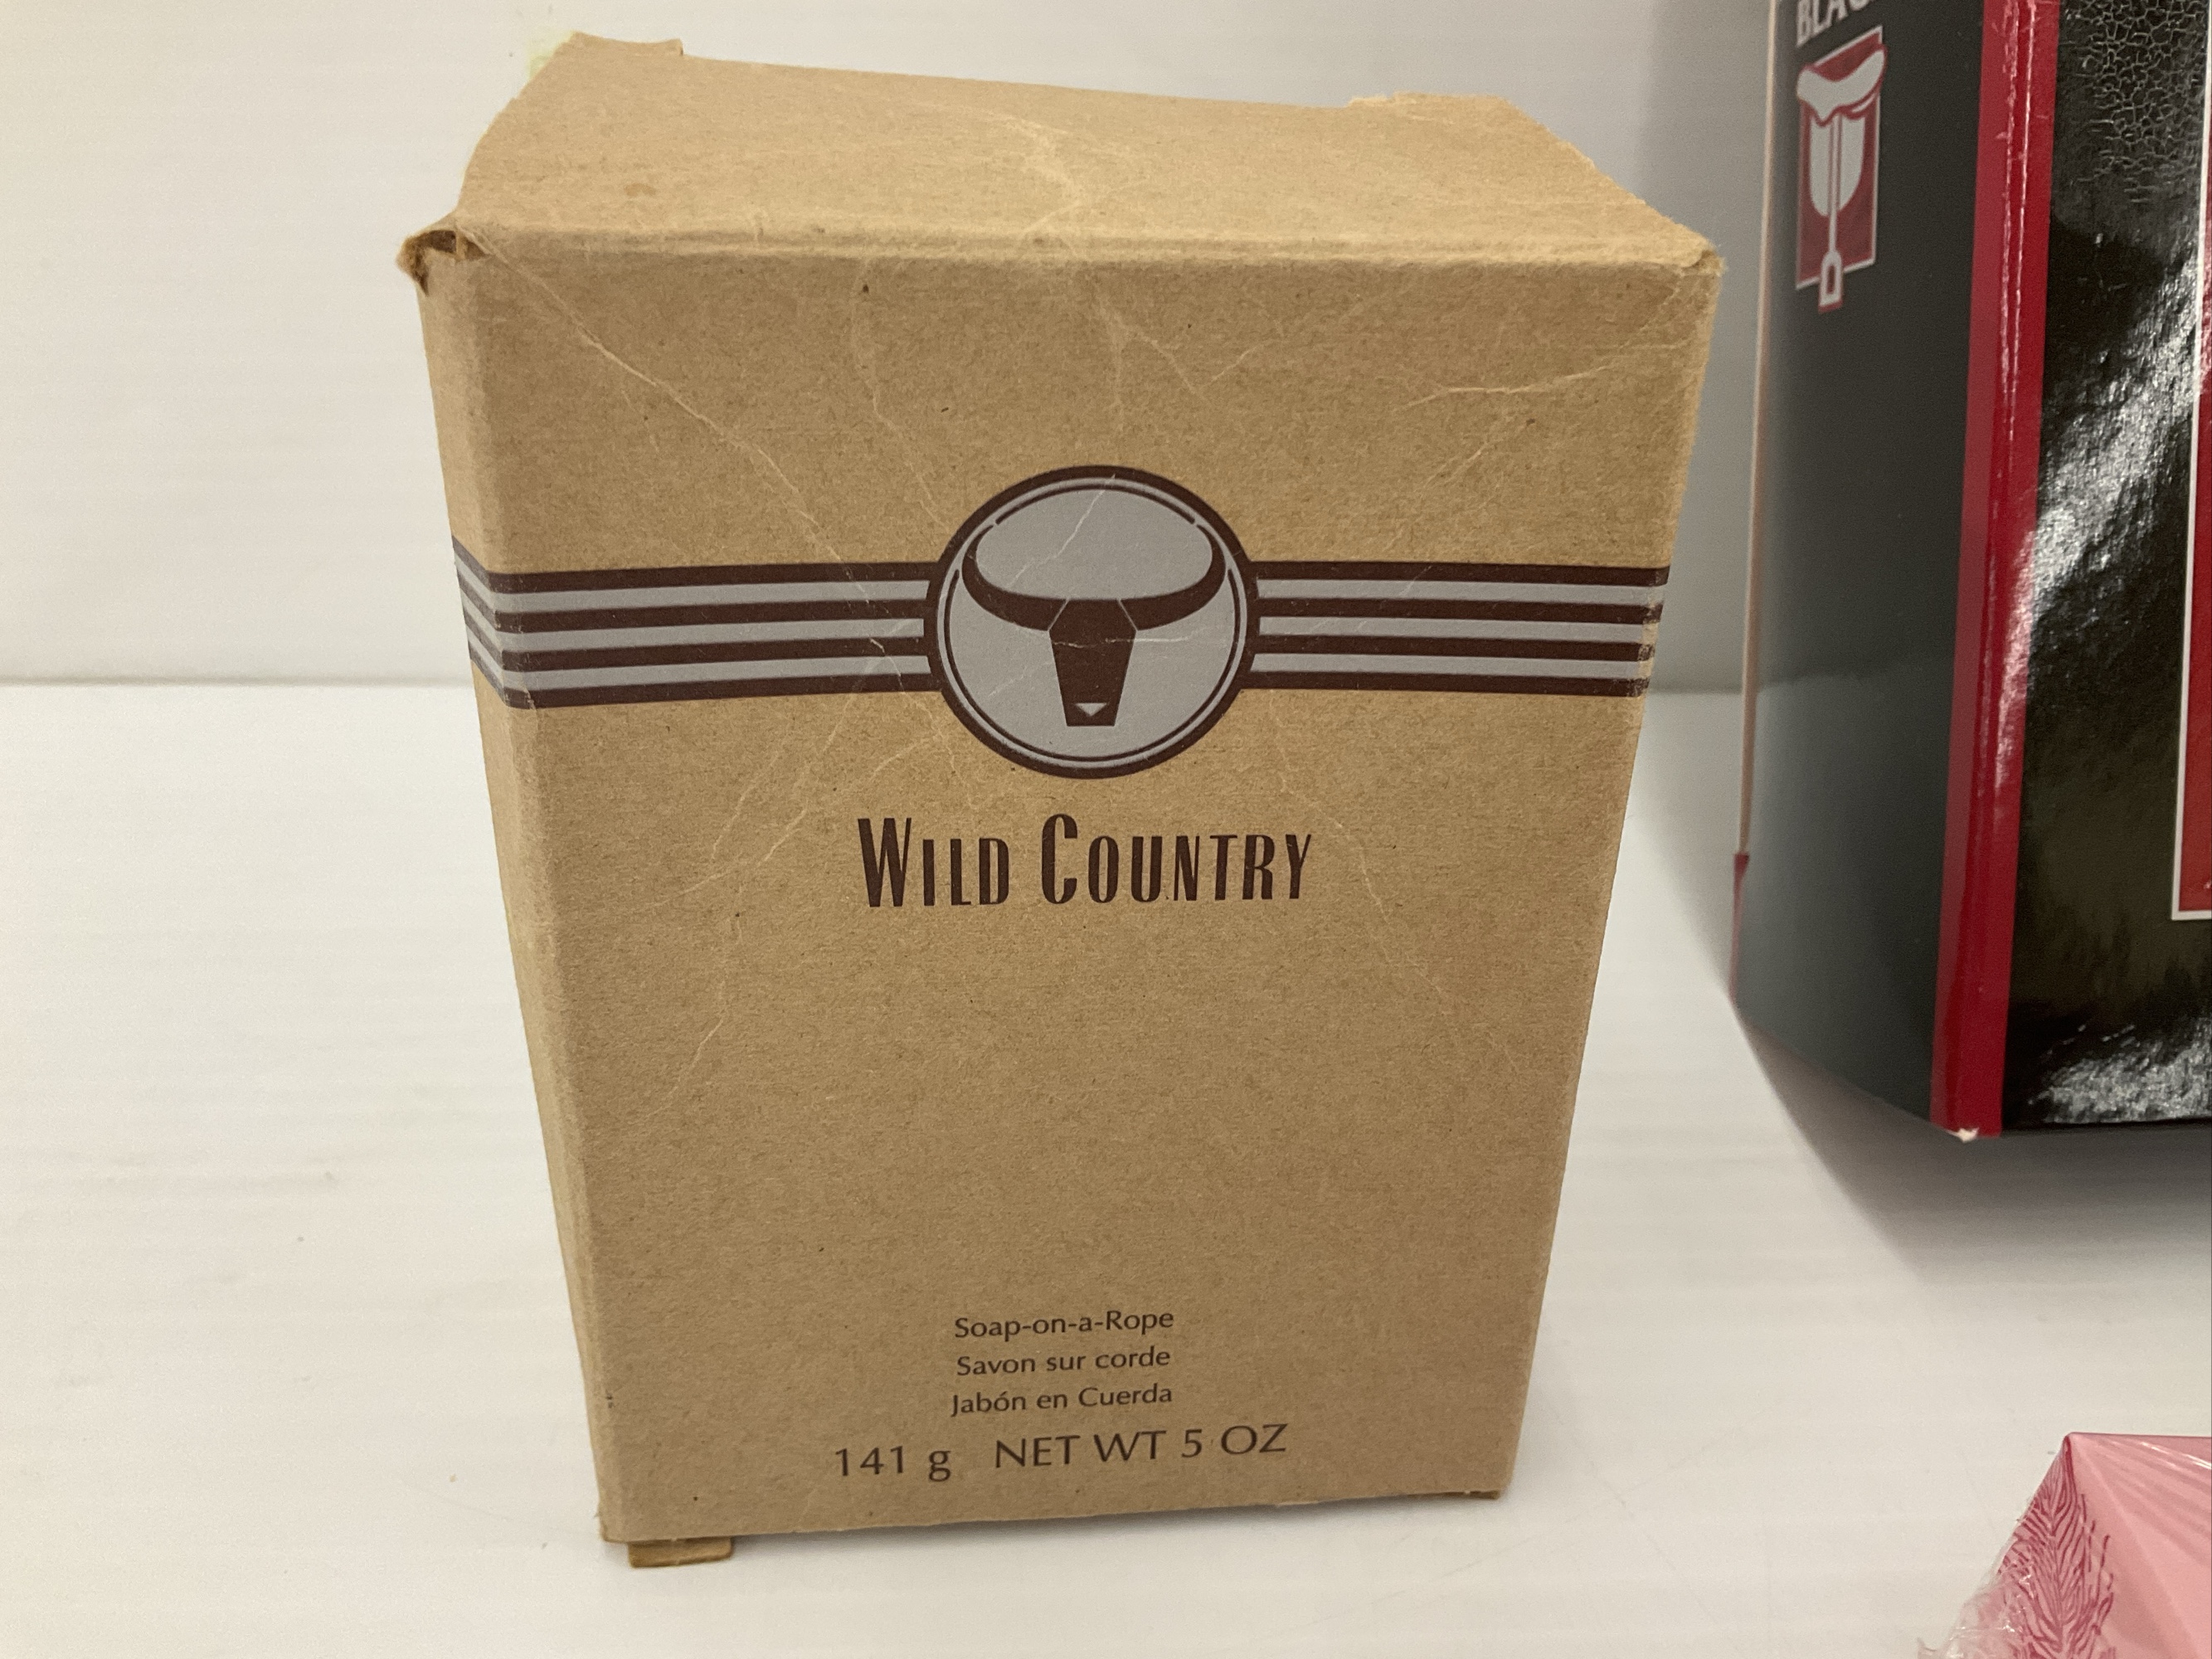 WILD COUNTRY
Soap-on-a-Rope
Savon sur corde
Jabón en Cuerda
141 g NET WT 5 OZ